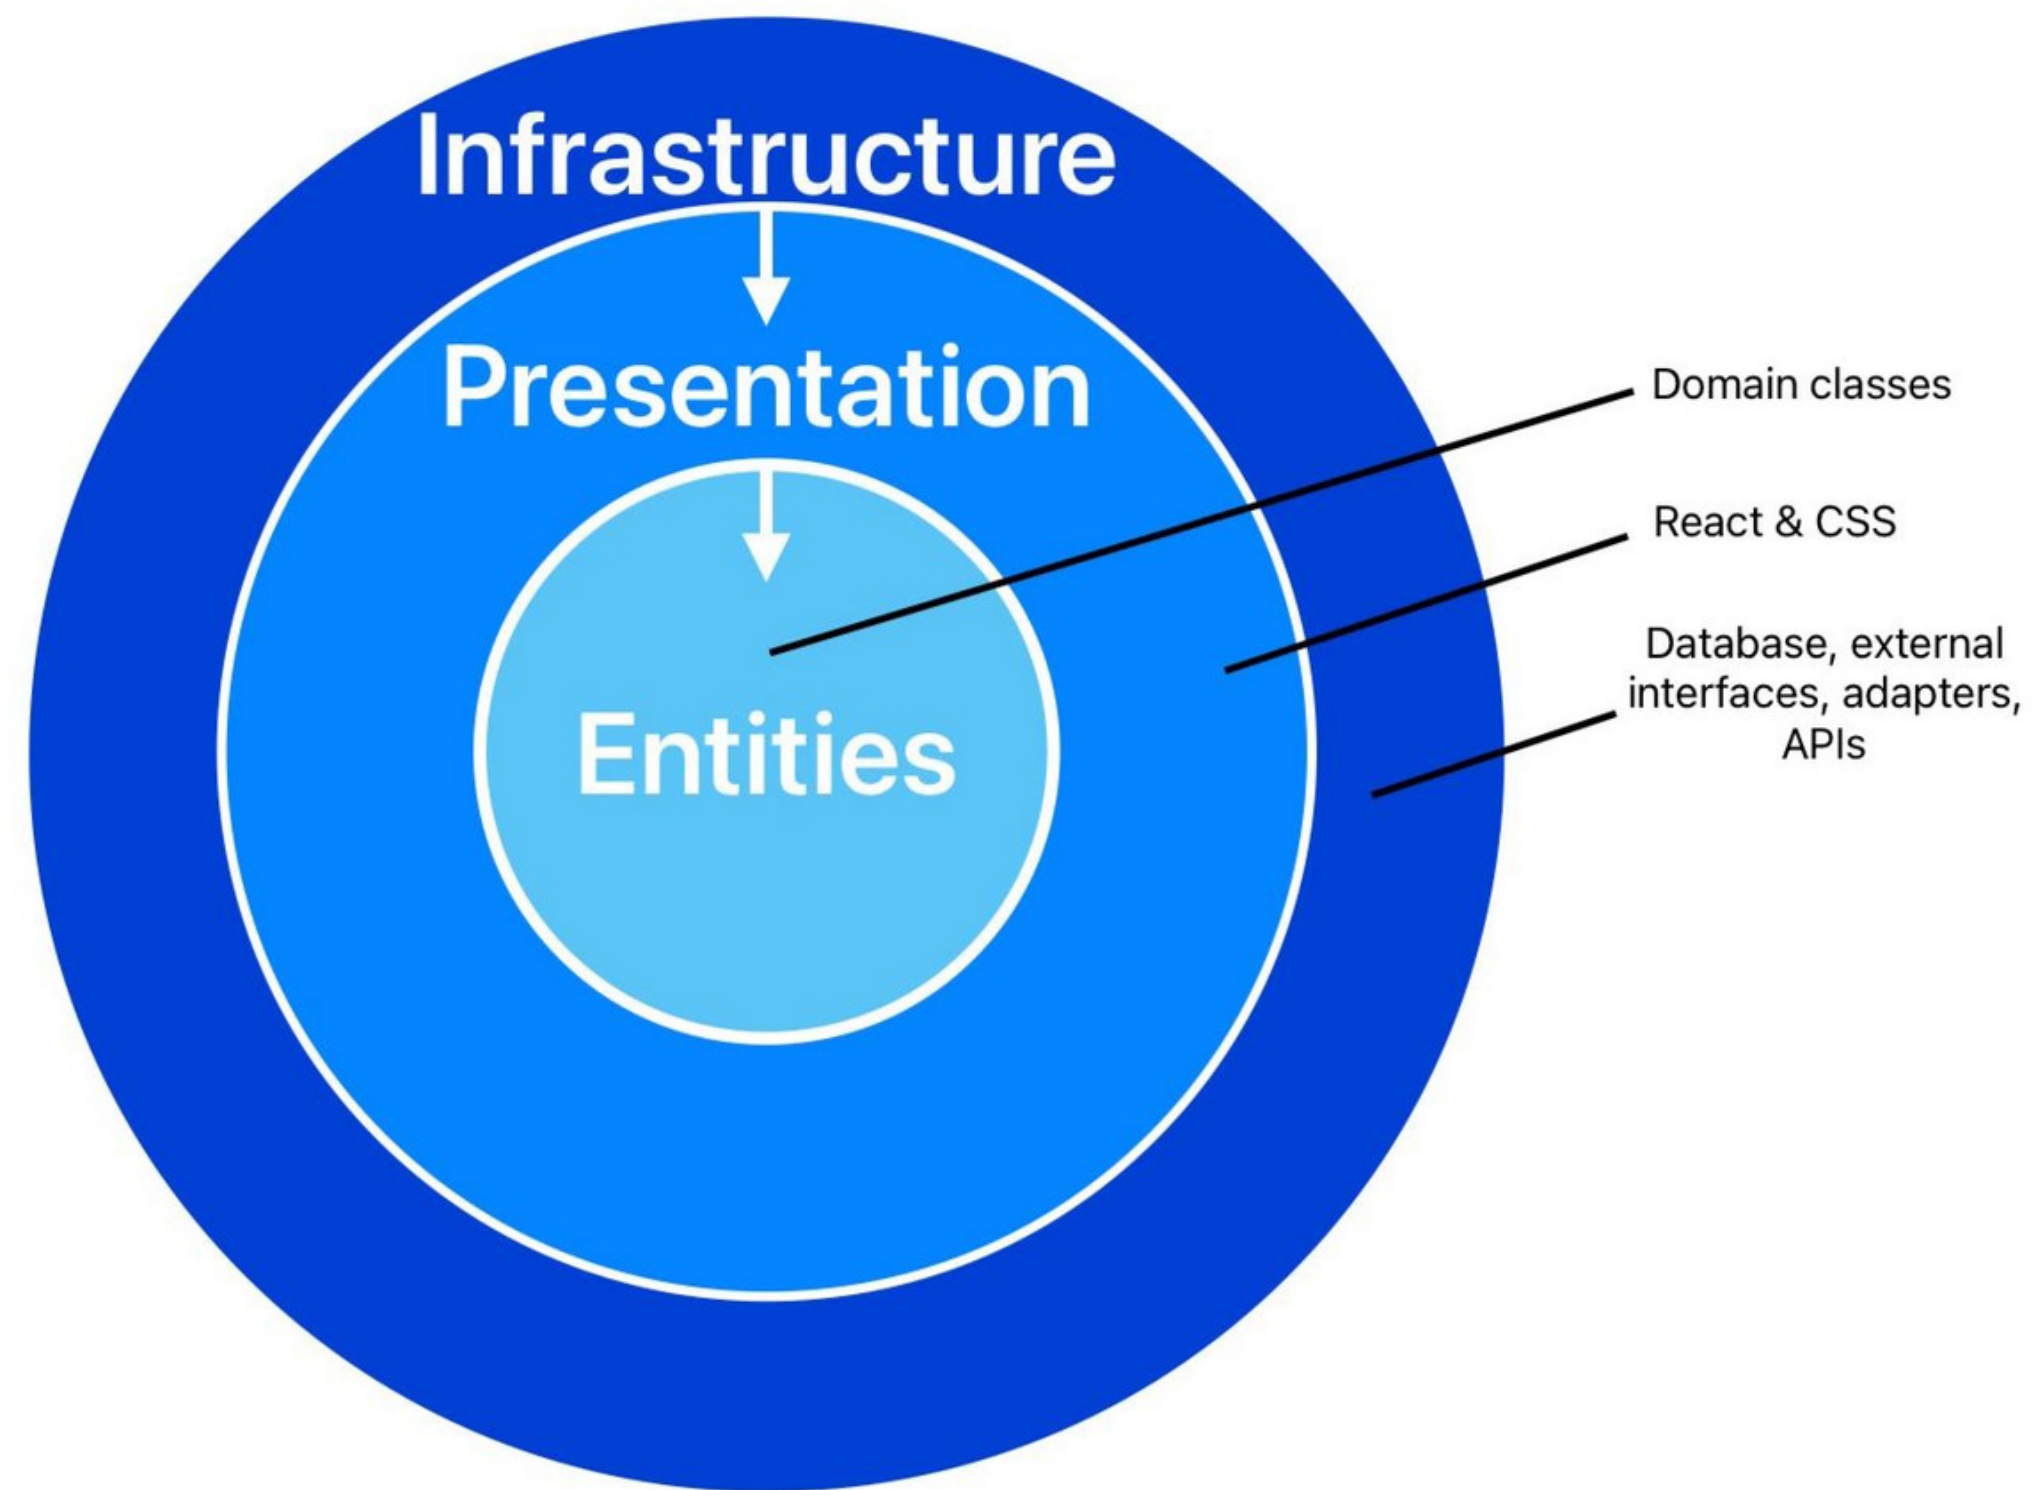 Infrastructure
Presentation
Entities
Domain classes
React & CSS
Database, external
interfaces, adapters,
APIs